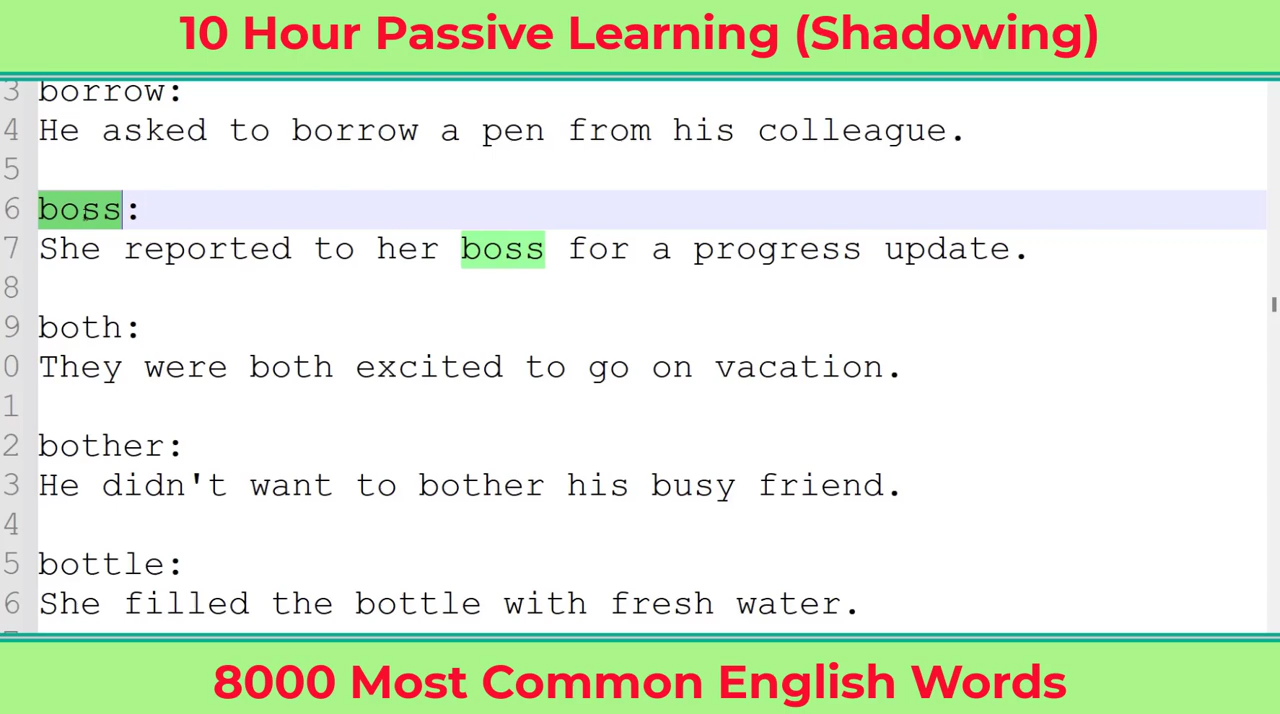 10 Hour Passive Learning (Shadowing)
3 borrow:
4 He asked to borrow a pen from his colleague.
5
6 boss:
7 She reported to her boss for a progress update.
8
9 both:
0 They were both excited to go on vacation.
1
2 bother:
3 He didn't want to bother his busy friend.
4
5 bottle:
6 She filled the bottle with fresh water.
8000 Most Common English Words